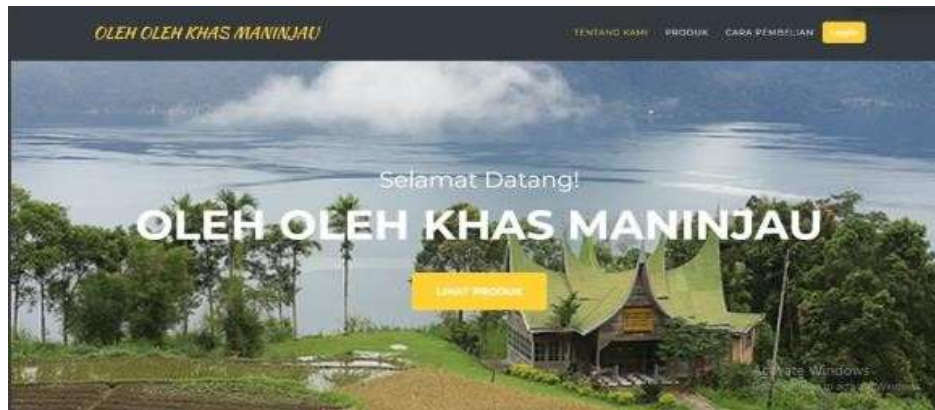 OLEH OLEH KHAS MANINJAU
TENTANG KAMI PRODUK CARA PEMBELIAN Login
Selamat Datang!
OLEH OLEH KHAS MANINJAU
LIHAT PRODUK
Activate Windows